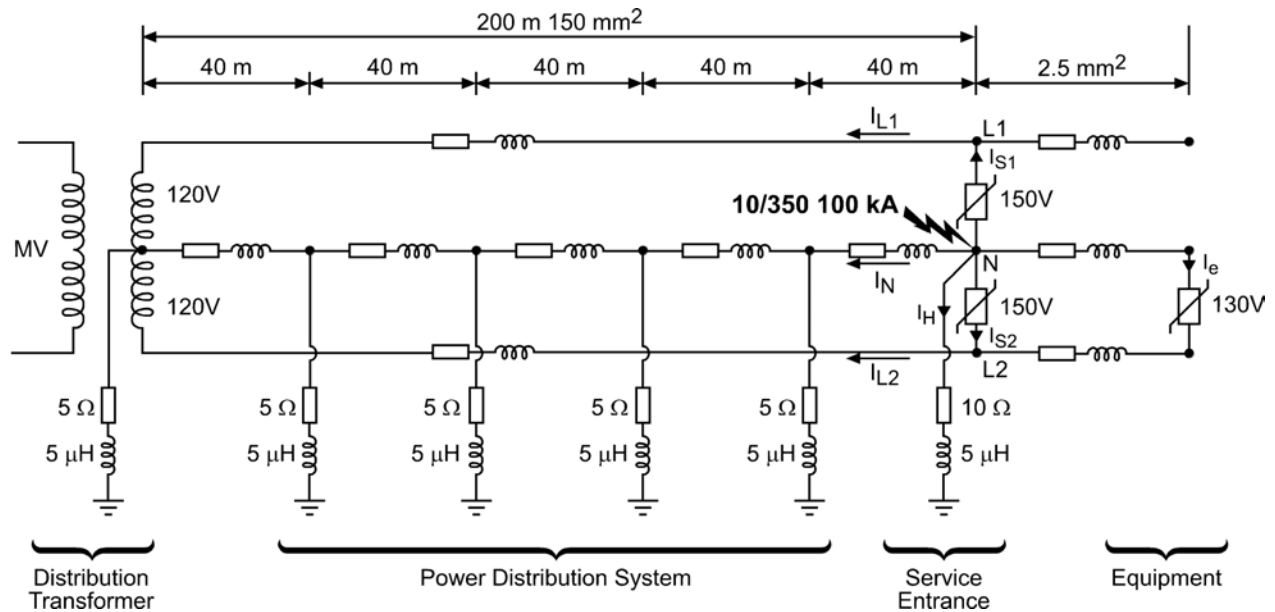 200 m 150 mm²
40 m 40 m 40 m 40 m 40 m 2.5 mm²
I_L1 L1
I_S1
120V 10/350 100 kA 150V
MV
I_N N I_e
120V I_H 150V 130V
I_S2
I_L2 L2
5 Ω 5 Ω 5 Ω 5 Ω 5 Ω 10 Ω
5 μH 5 μH 5 μH 5 μH 5 μH 5 μH
Distribution Transformer
Power Distribution System
Service Entrance
Equipment